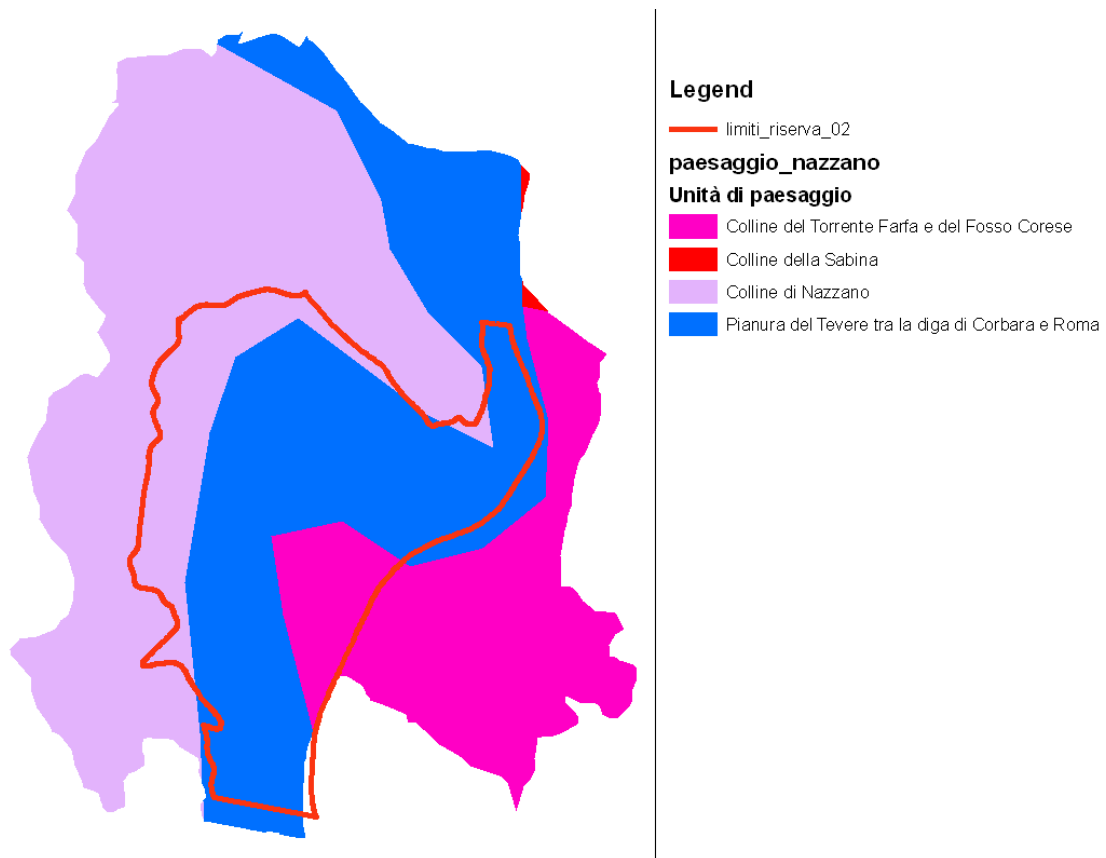 Legend
limiti_riserva_02
paesaggio_nazzano
Unità di paesaggio
Colline del Torrente Farfa e del Fosso Corese
Colline della Sabina
Colline di Nazzano
Pianura del Tevere tra la diga di Corbara e Roma